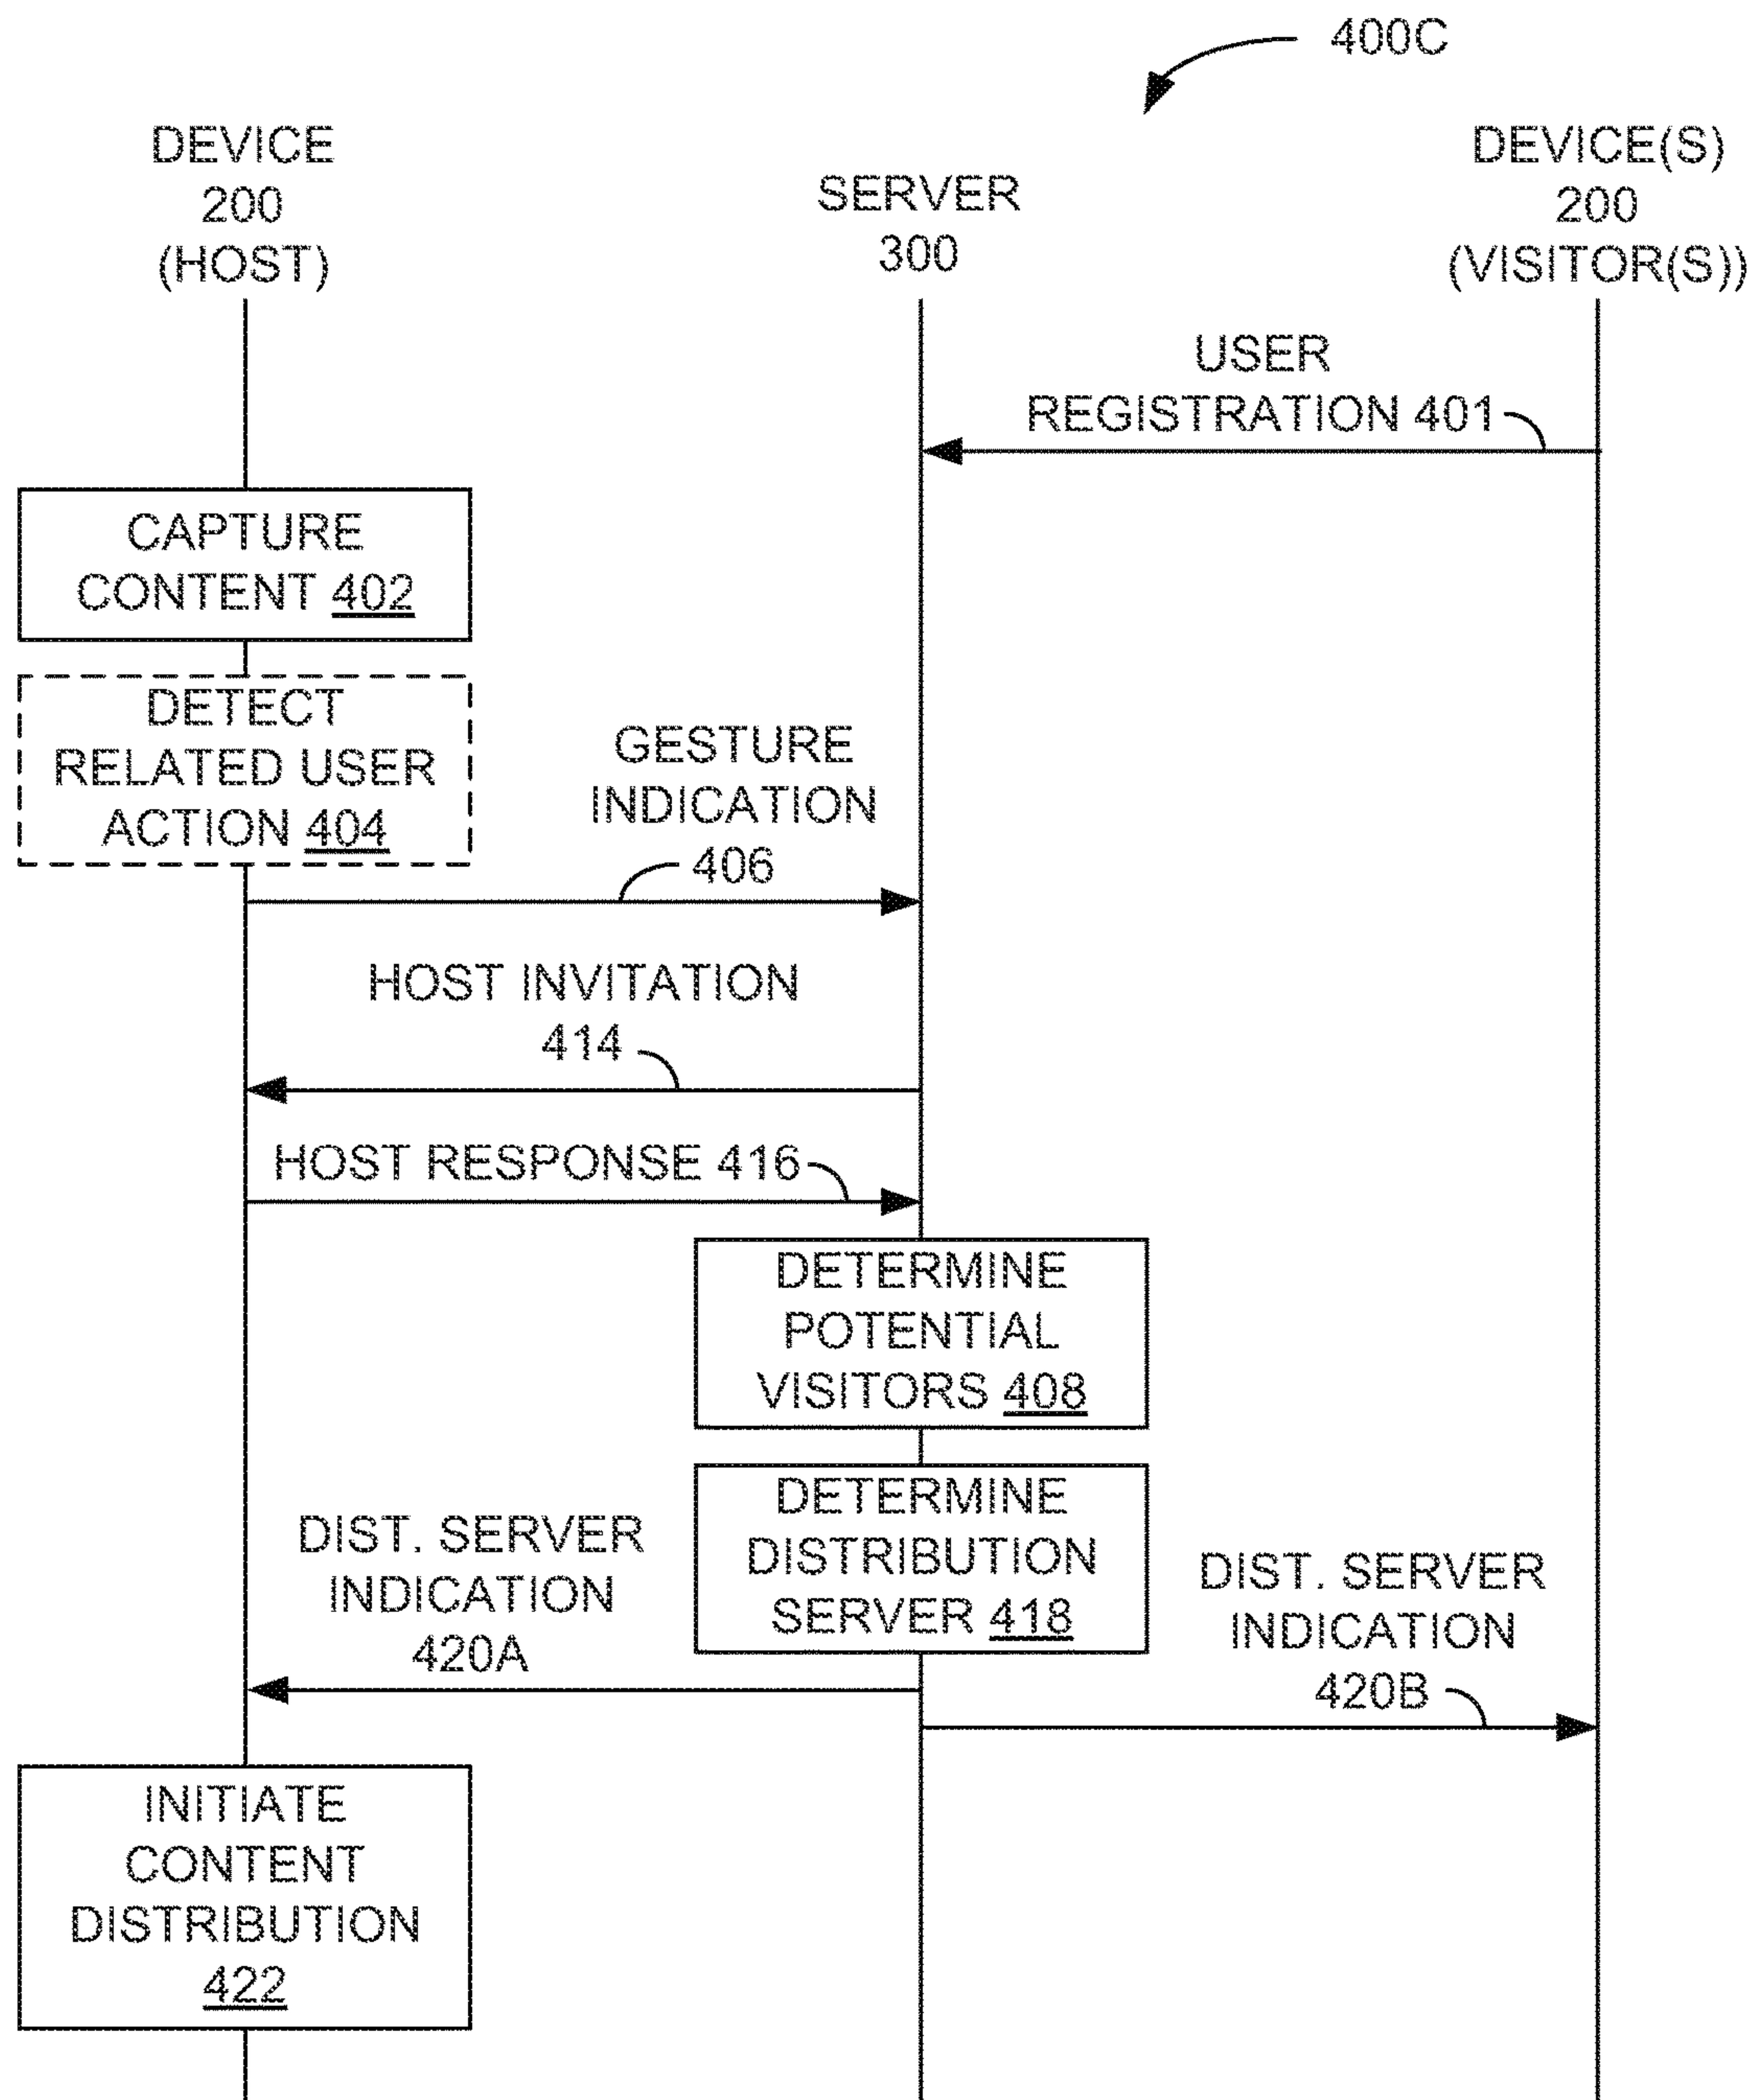 400C
DEVICE
200
(HOST)
SERVER
300
DEVICE(S)
200
(VISITOR(S))
USER
REGISTRATION 401
CAPTURE
CONTENT 402
DETECT
RELATED USER
ACTION 404
GESTURE
INDICATION
406
HOST INVITATION
414
HOST RESPONSE 416
DETERMINE
POTENTIAL
VISITORS 408
DETERMINE
DISTRIBUTION
SERVER 418
DIST. SERVER
INDICATION
420A
DIST. SERVER
INDICATION
420B
INITIATE
CONTENT
DISTRIBUTION
422